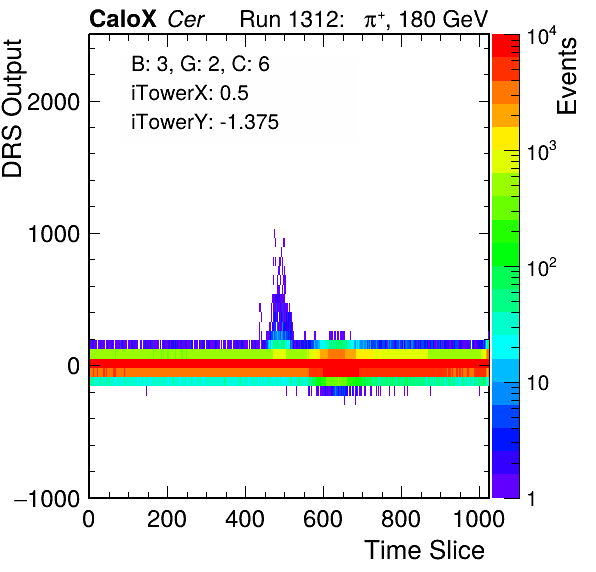 CaloX Cer Run 1312: π⁺, 180 GeV
B: 3, G: 2, C: 6
iTowerX: 0.5
iTowerY: -1.375
DRS Output
2000
1000
0
−1000
0 200 400 600 800 1000
Time Slice
Events
10⁴
10³
10²
10
1